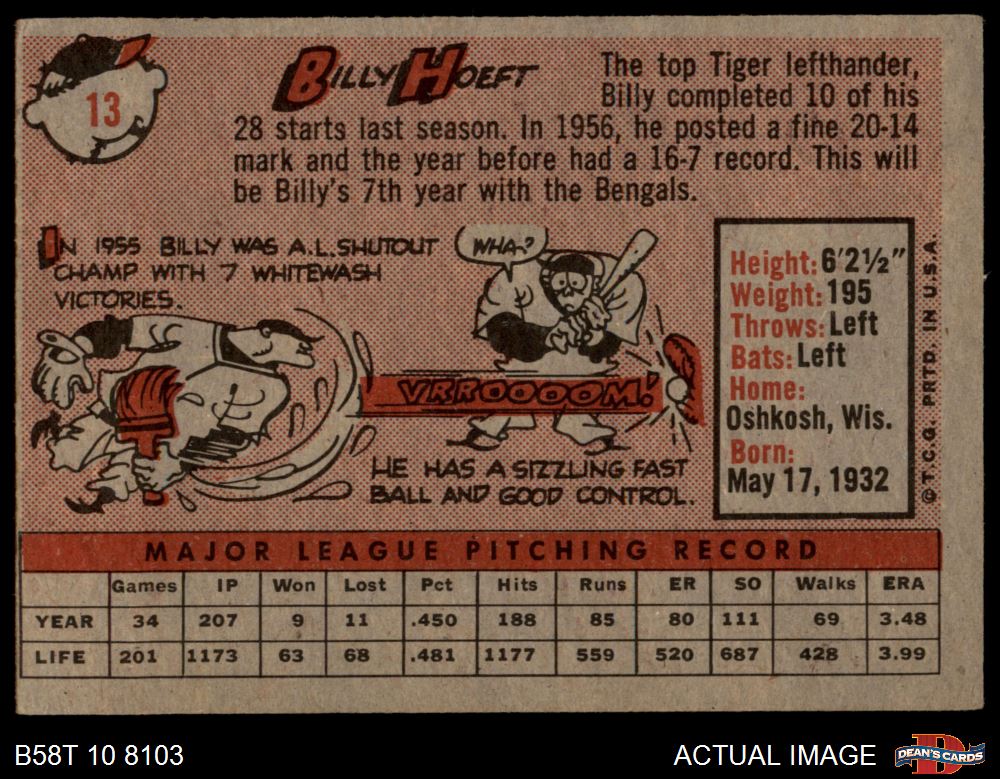 13
BILLY HOEFT
The top Tiger lefthander,
Billy completed 10 of his
28 starts last season. In 1956, he posted a fine 20-14
mark and the year before had a 16-7 record. This will
be Billy's 7th year with the Bengals.
IN 1955 BILLY WAS A.L. SHUTOUT
CHAMP WITH 7 WHITEWASH
VICTORIES.
WHA-?
VRROOOOM!
HE HAS A SIZZLING FAST
BALL AND GOOD CONTROL.
Height: 6'2½"
Weight: 195
Throws: Left
Bats: Left
Home:
Oshkosh, Wis.
Born:
May 17, 1932
© T.C.G. PRTD. IN U.S.A.
MAJOR LEAGUE PITCHING RECORD
Games IP Won Lost Pct Hits Runs ER SO Walks ERA
YEAR 34 207 9 11 .450 188 85 80 111 69 3.48
LIFE 201 1173 63 68 .481 1177 559 520 687 428 3.99
B58T 10 8103
ACTUAL IMAGE
DEAN'S CARDS